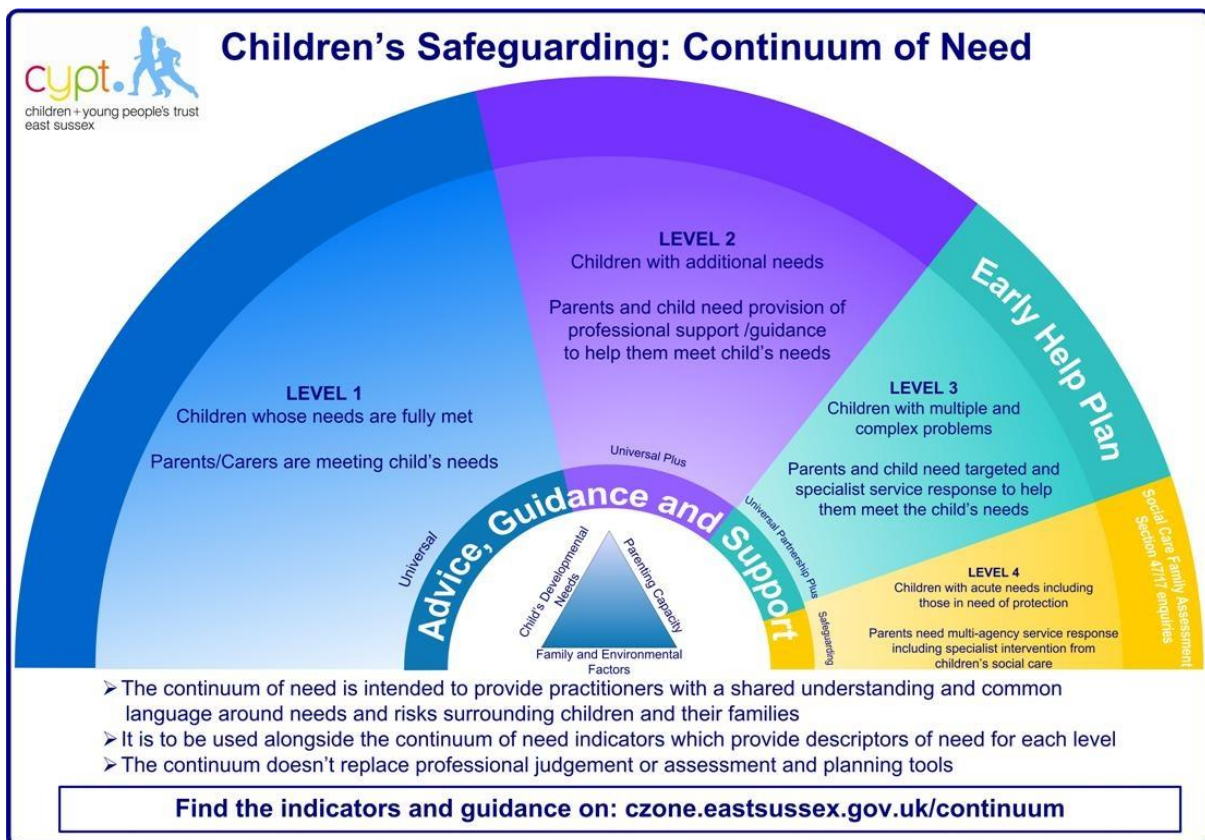 Children’s Safeguarding: Continuum of Need
cypt.
children+young people's trust
east sussex
LEVEL 1
Children whose needs are fully met
Parents/Carers are meeting child’s needs
LEVEL 2
Children with additional needs
Parents and child need provision of
professional support /guidance
to help them meet child’s needs
LEVEL 3
Children with multiple and
complex problems
Parents and child need targeted and
specialist service response to help
them meet the child’s needs
Early Help Plan
LEVEL 4
Children with acute needs including
those in need of protection
Parents need multi-agency service response
including specialist intervention from
children’s social care
Social Care Family Assessment
Section 47/17 enquiries
Universal
Universal Plus
Universal Partnership Plus
Safeguarding
Advice, Guidance and Support
Child’s Developmental
Needs
Parenting Capacity
Family and Environmental
Factors
➢ The continuum of need is intended to provide practitioners with a shared understanding and common
language around needs and risks surrounding children and their families
➢ It is to be used alongside the continuum of need indicators which provide descriptors of need for each level
➢ The continuum doesn’t replace professional judgement or assessment and planning tools
Find the indicators and guidance on: czone.eastsussex.gov.uk/continuum